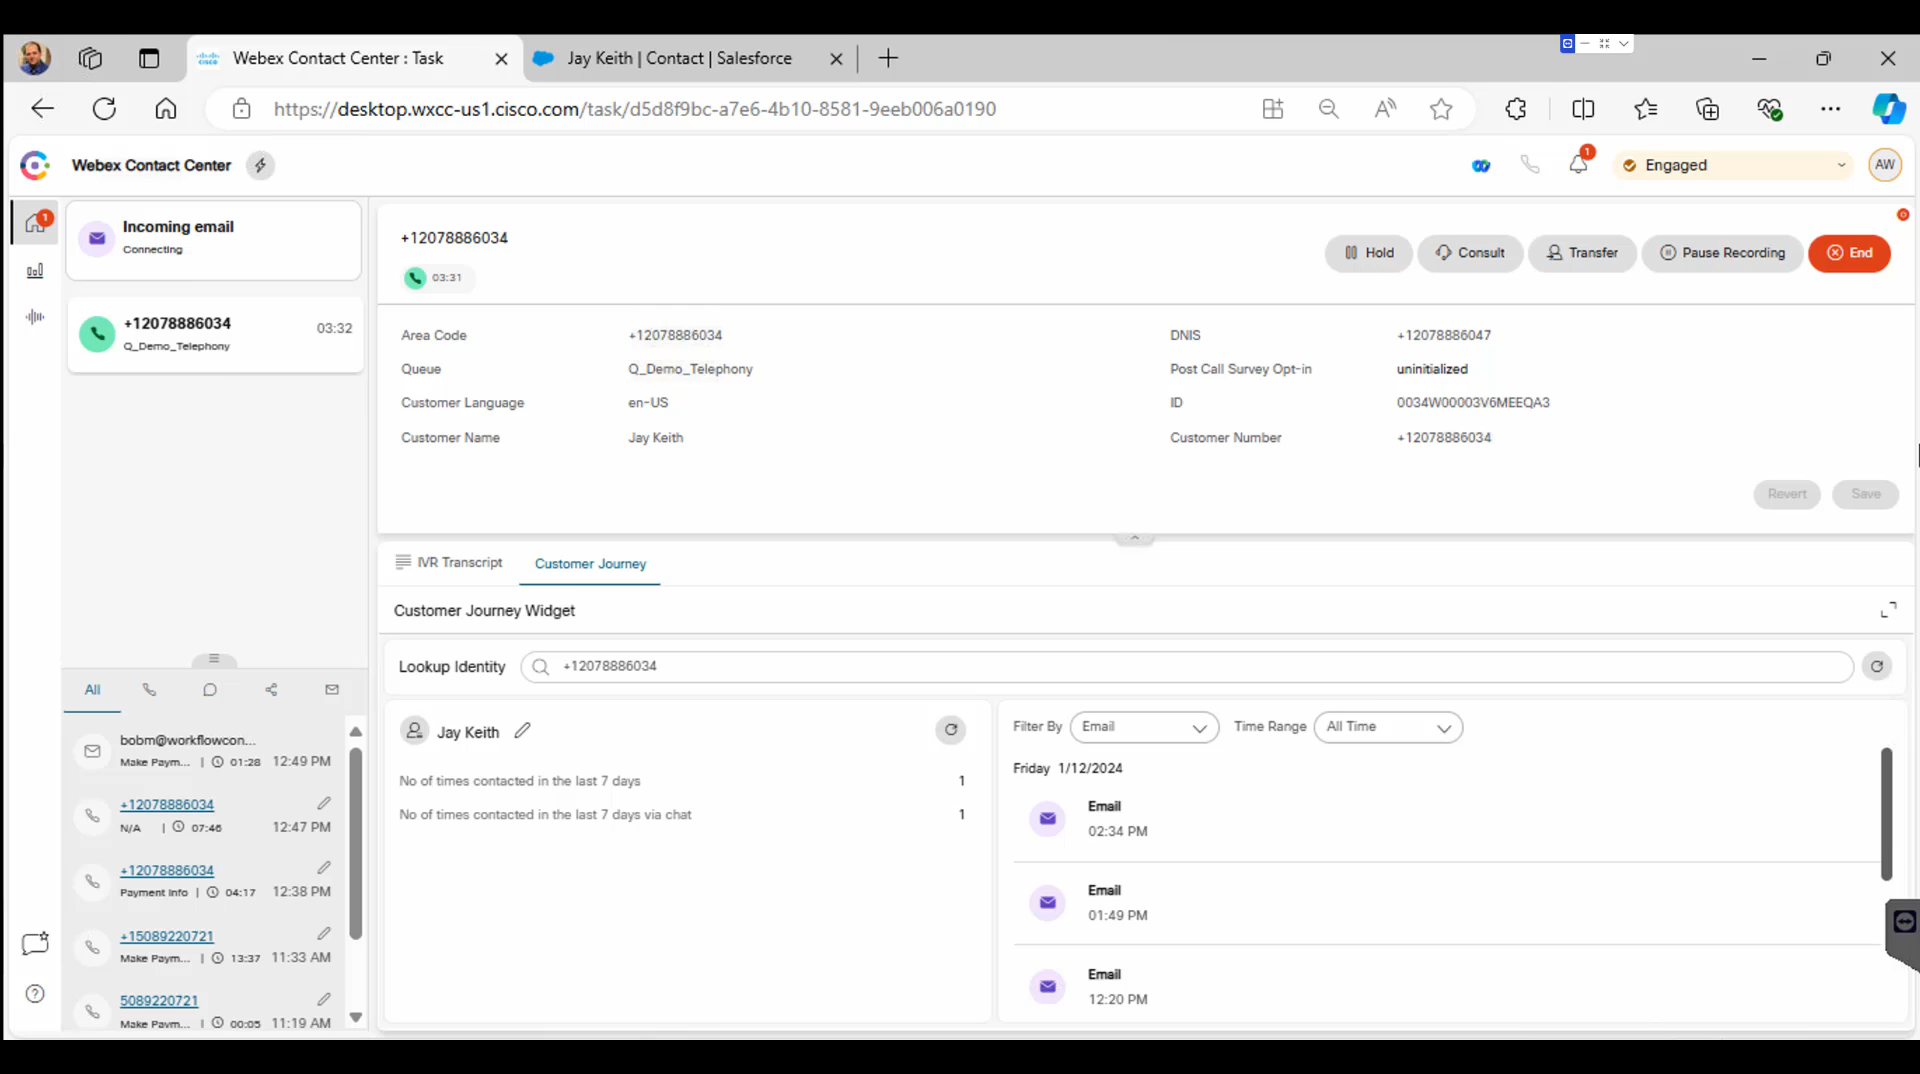 Webex Contact Center : Task
Jay Keith | Contact | Salesforce
https://desktop.wxcc-us1.cisco.com/task/d5d8f9bc-a7e6-4b10-8581-9eeb006a0190
Webex Contact Center
1
Engaged
AW
1
Incoming email
Connecting
+12078886034
Q_Demo_Telephony
03:32
+12078886034
03:31
Hold
Consult
Transfer
Pause Recording
End
Area Code +12078886034
DNIS +12078886047
Queue Q_Demo_Telephony
Post Call Survey Opt-in uninitialized
Customer Language en-US
ID 0034W00003V6MEEQA3
Customer Name Jay Keith
Customer Number +12078886034
Revert
Save
IVR Transcript
Customer Journey
Customer Journey Widget
Lookup Identity +12078886034
All
bobm@workflowcon...
Make Paym... | 01:28 12:49 PM
+12078886034
N/A | 07:46 12:47 PM
+12078886034
Payment Info | 04:17 12:38 PM
+15089220721
Make Paym... | 13:37 11:33 AM
5089220721
Make Paym... | 00:05 11:19 AM
Jay Keith
No of times contacted in the last 7 days 1
No of times contacted in the last 7 days via chat 1
Filter By Email
Time Range All Time
Friday 1/12/2024
Email
02:34 PM
Email
01:49 PM
Email
12:20 PM